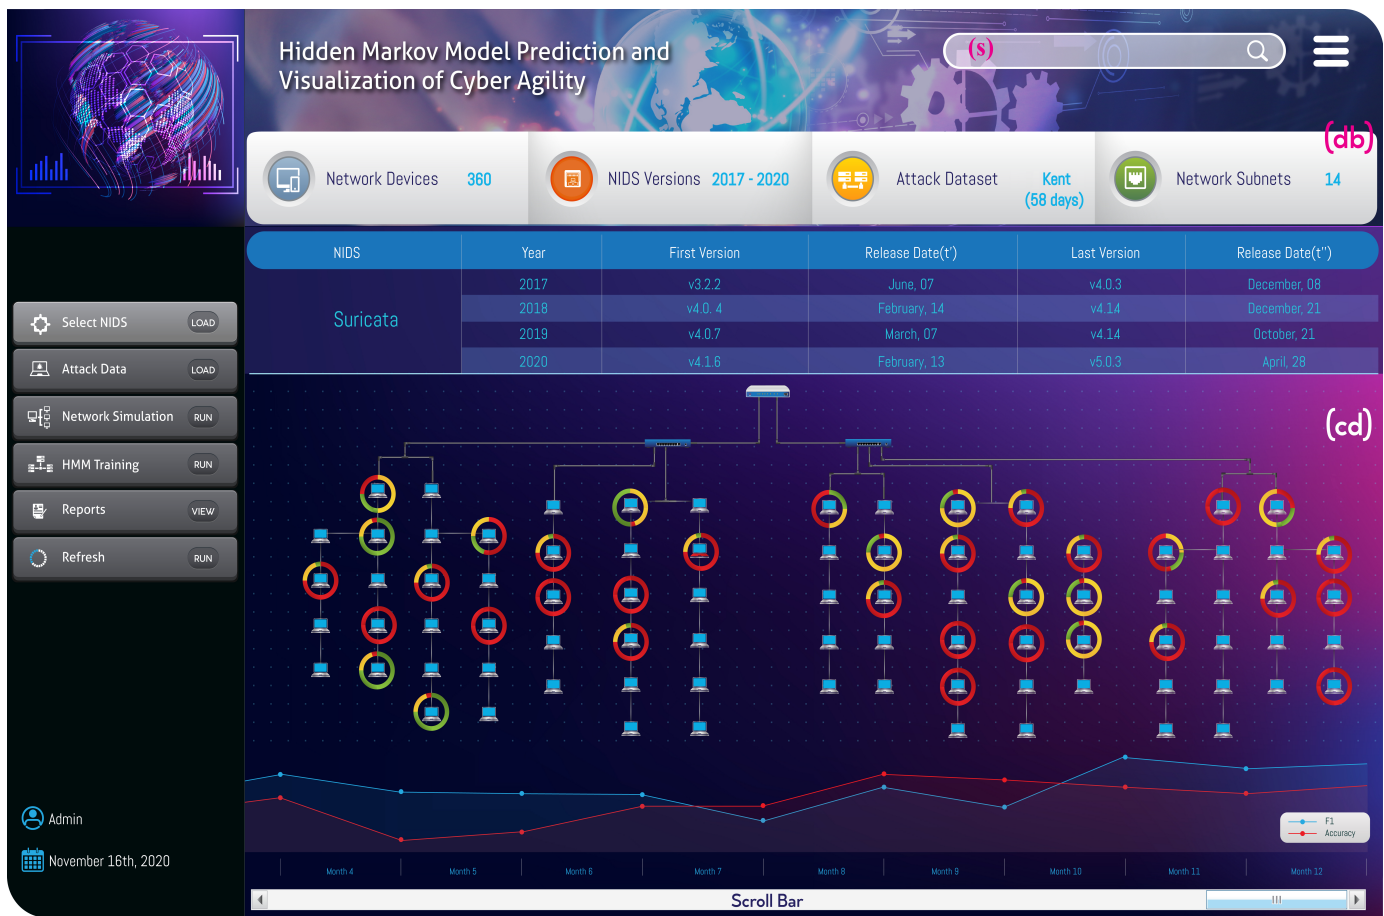 Hidden Markov Model Prediction and
Visualization of Cyber Agility
(s)
(db)
Network Devices 360
NIDS Versions 2017 - 2020
Attack Dataset Kent
(58 days)
Network Subnets 14
NIDS Year First Version Release Date(t') Last Version Release Date(t'')
Suricata
2017 v3.2.2 June, 07 v4.0.3 December, 08
2018 v4.0. 4 February, 14 v4.1.4 December, 21
2019 v4.0.7 March, 07 v4.1.4 October, 21
2020 v4.1.6 February, 13 v5.0.3 April, 28
Select NIDS LOAD
Attack Data LOAD
Network Simulation RUN
HMM Training RUN
Reports VIEW
Refresh RUN
(cd)
Admin
November 16th, 2020
F1
Accuracy
Month 4 Month 5 Month 6 Month 7 Month 8 Month 9 Month 10 Month 11 Month 12
Scroll Bar